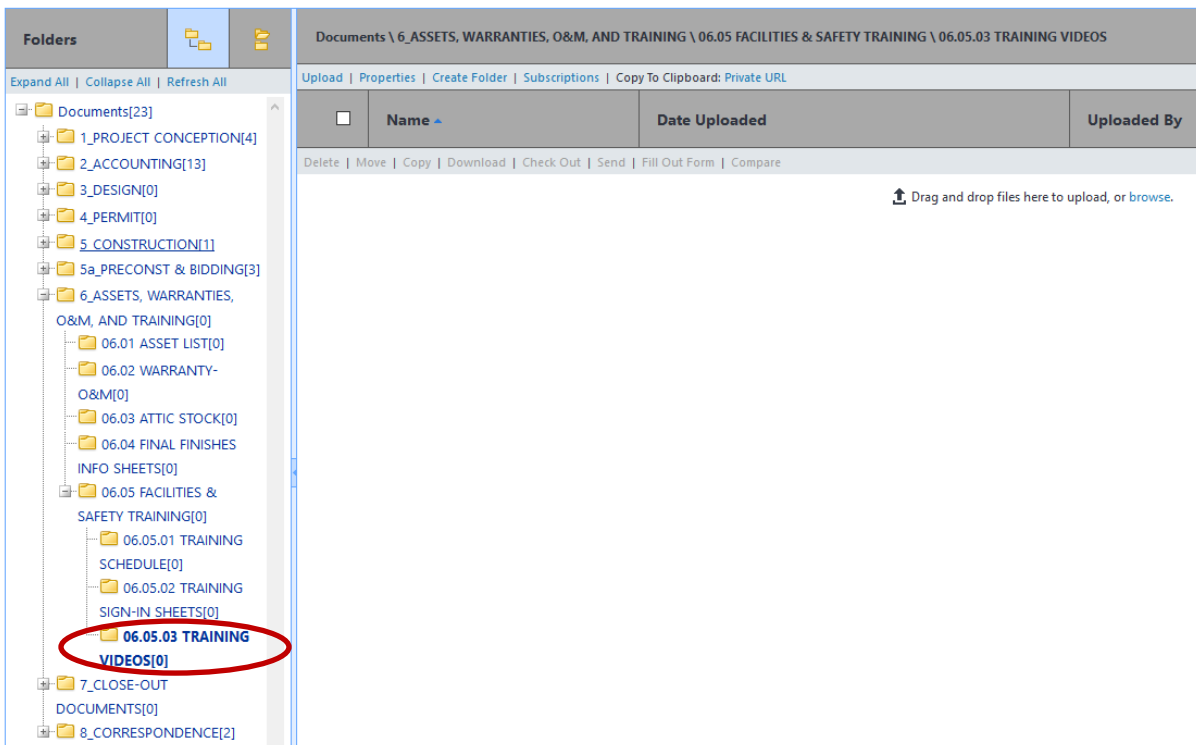 Folders
Documents \ 6_ASSETS, WARRANTIES, O&M, AND TRAINING \ 06.05 FACILITIES & SAFETY TRAINING \ 06.05.03 TRAINING VIDEOS
Expand All | Collapse All | Refresh All
Upload | Properties | Create Folder | Subscriptions | Copy To Clipboard: Private URL
Name
Date Uploaded
Uploaded By
Delete | Move | Copy | Download | Check Out | Send | Fill Out Form | Compare
Drag and drop files here to upload, or browse.
Documents[23]
1_PROJECT CONCEPTION[4]
2_ACCOUNTING[13]
3_DESIGN[0]
4_PERMIT[0]
5_CONSTRUCTION[1]
5a_PRECONST & BIDDING[3]
6_ASSETS, WARRANTIES,
O&M, AND TRAINING[0]
06.01 ASSET LIST[0]
06.02 WARRANTY-
O&M[0]
06.03 ATTIC STOCK[0]
06.04 FINAL FINISHES
INFO SHEETS[0]
06.05 FACILITIES &
SAFETY TRAINING[0]
06.05.01 TRAINING
SCHEDULE[0]
06.05.02 TRAINING
SIGN-IN SHEETS[0]
06.05.03 TRAINING
VIDEOS[0]
7_CLOSE-OUT
DOCUMENTS[0]
8_CORRESPONDENCE[2]